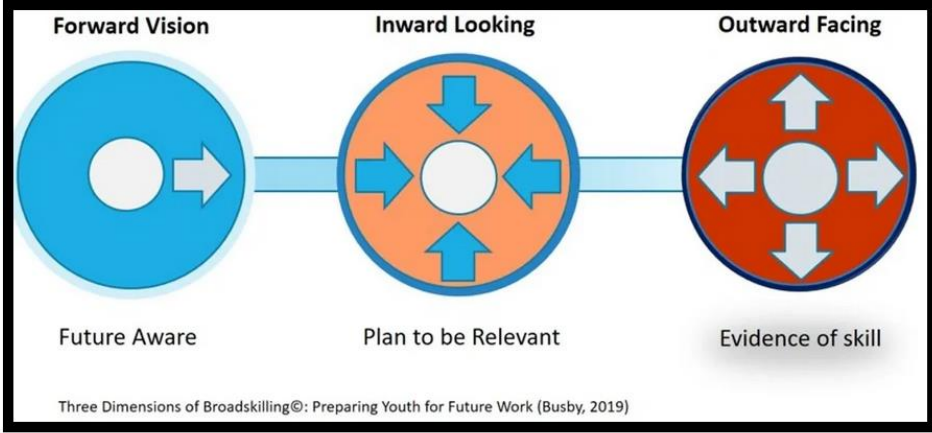 Forward Vision
Inward Looking
Outward Facing
Future Aware
Plan to be Relevant
Evidence of skill
Three Dimensions of Broadskilling©: Preparing Youth for Future Work (Busby, 2019)